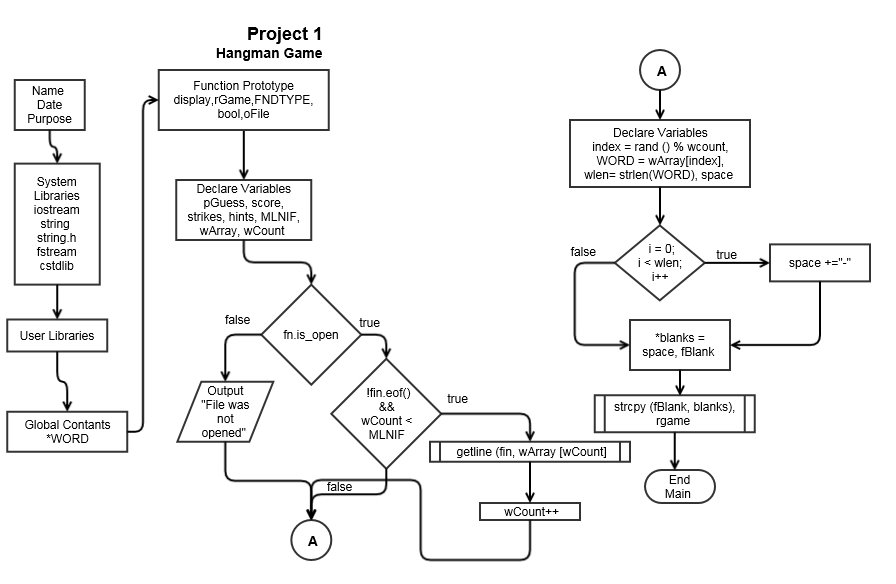 Project 1
Hangman Game
Name
Date
Purpose
System
Libraries
iostream
string
string.h
fstream
cstdlib
User Libraries
Global Contants
*WORD
Function Prototype
display,rGame,FNDTYPE,
bool,oFile
Declare Variables
pGuess, score,
strikes, hints, MLNIF,
wArray, wCount
fn.is_open
false
true
Output
"File was
not
opened"
!fin.eof()
&&
wCount <
MLNIF
true
false
getline (fin, wArray [wCount]
wCount++
A
A
Declare Variables
index = rand () % wcount,
WORD = wArray[index],
wlen= strlen(WORD), space
i = 0;
i < wlen;
i++
false
true
space +="-"
*blanks =
space, fBlank
strcpy (fBlank, blanks),
rgame
End
Main